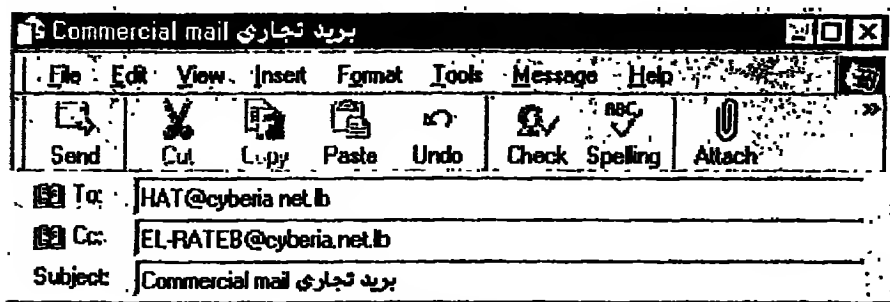 Commercial mail بريد تجاري
File Edit View Insert Format Tools Message Help
Send Cut Copy Paste Undo Check Spelling Attach »
To: HAT@cyberia.net.lb
Cc: EL-RATEB@cyberia.net.lb
Subject: Commercial mail بريد تجاري